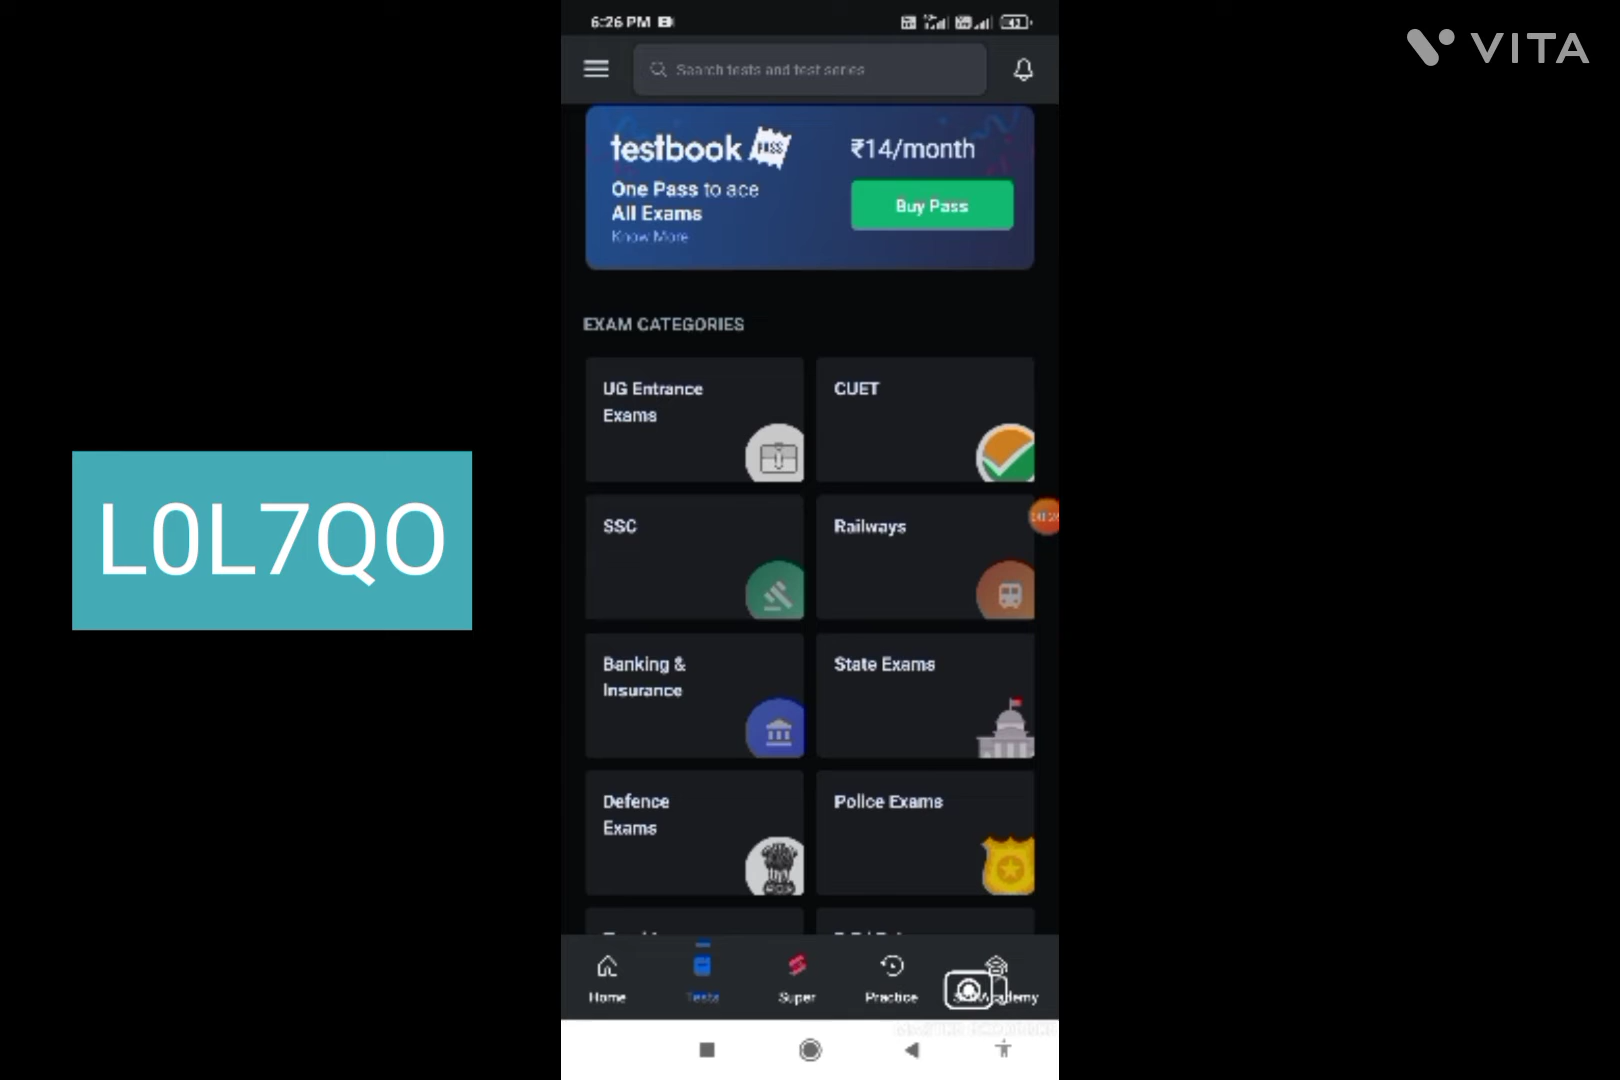 6:26 PM
VITA
Search tests and test series
testbook PASS
₹14/month
One Pass to ace
All Exams
Buy Pass
Know More
EXAM CATEGORIES
UG Entrance
Exams
CUET
SSC
Railways
L0L7QO
Banking &
Insurance
State Exams
Defence
Exams
Police Exams
Home
Tests
Super
Practice